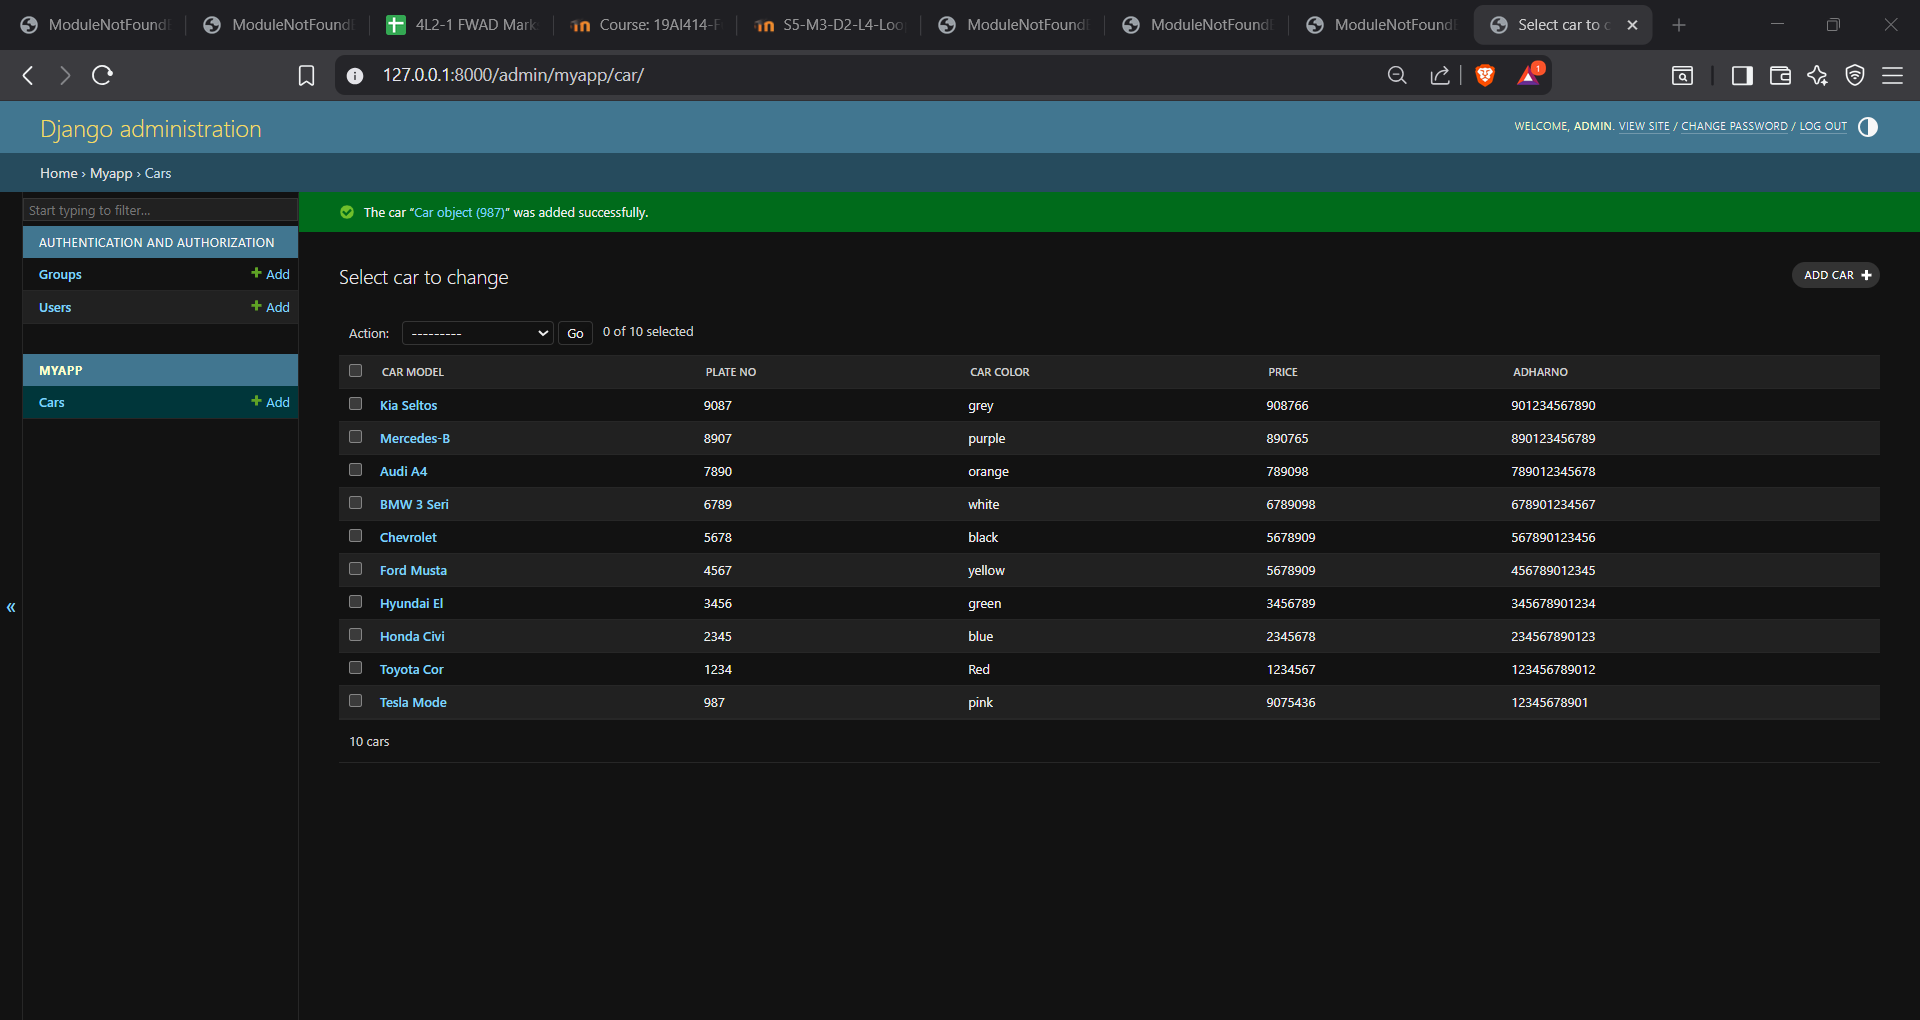 ModuleNotFound
ModuleNotFound
4L2-1 FWAD Mark
Course: 19AI414-F
S5-M3-D2-L4-Loo
ModuleNotFound
ModuleNotFound
ModuleNotFound
Select car to c
127.0.0.1:8000/admin/myapp/car/
1
Django administration
WELCOME, ADMIN. VIEW SITE / CHANGE PASSWORD / LOG OUT
Home › Myapp › Cars
Start typing to filter...
The car “Car object (987)” was added successfully.
AUTHENTICATION AND AUTHORIZATION
Groups + Add
Users + Add
MYAPP
Cars + Add
«
Select car to change
ADD CAR +
Action: --------- Go 0 of 10 selected
CAR MODEL PLATE NO CAR COLOR PRICE ADHARNO
Kia Seltos 9087 grey 908766 901234567890
Mercedes-B 8907 purple 890765 890123456789
Audi A4 7890 orange 789098 789012345678
BMW 3 Seri 6789 white 6789098 678901234567
Chevrolet 5678 black 5678909 567890123456
Ford Musta 4567 yellow 5678909 456789012345
Hyundai El 3456 green 3456789 345678901234
Honda Civi 2345 blue 2345678 234567890123
Toyota Cor 1234 Red 1234567 123456789012
Tesla Mode 987 pink 9075436 12345678901
10 cars